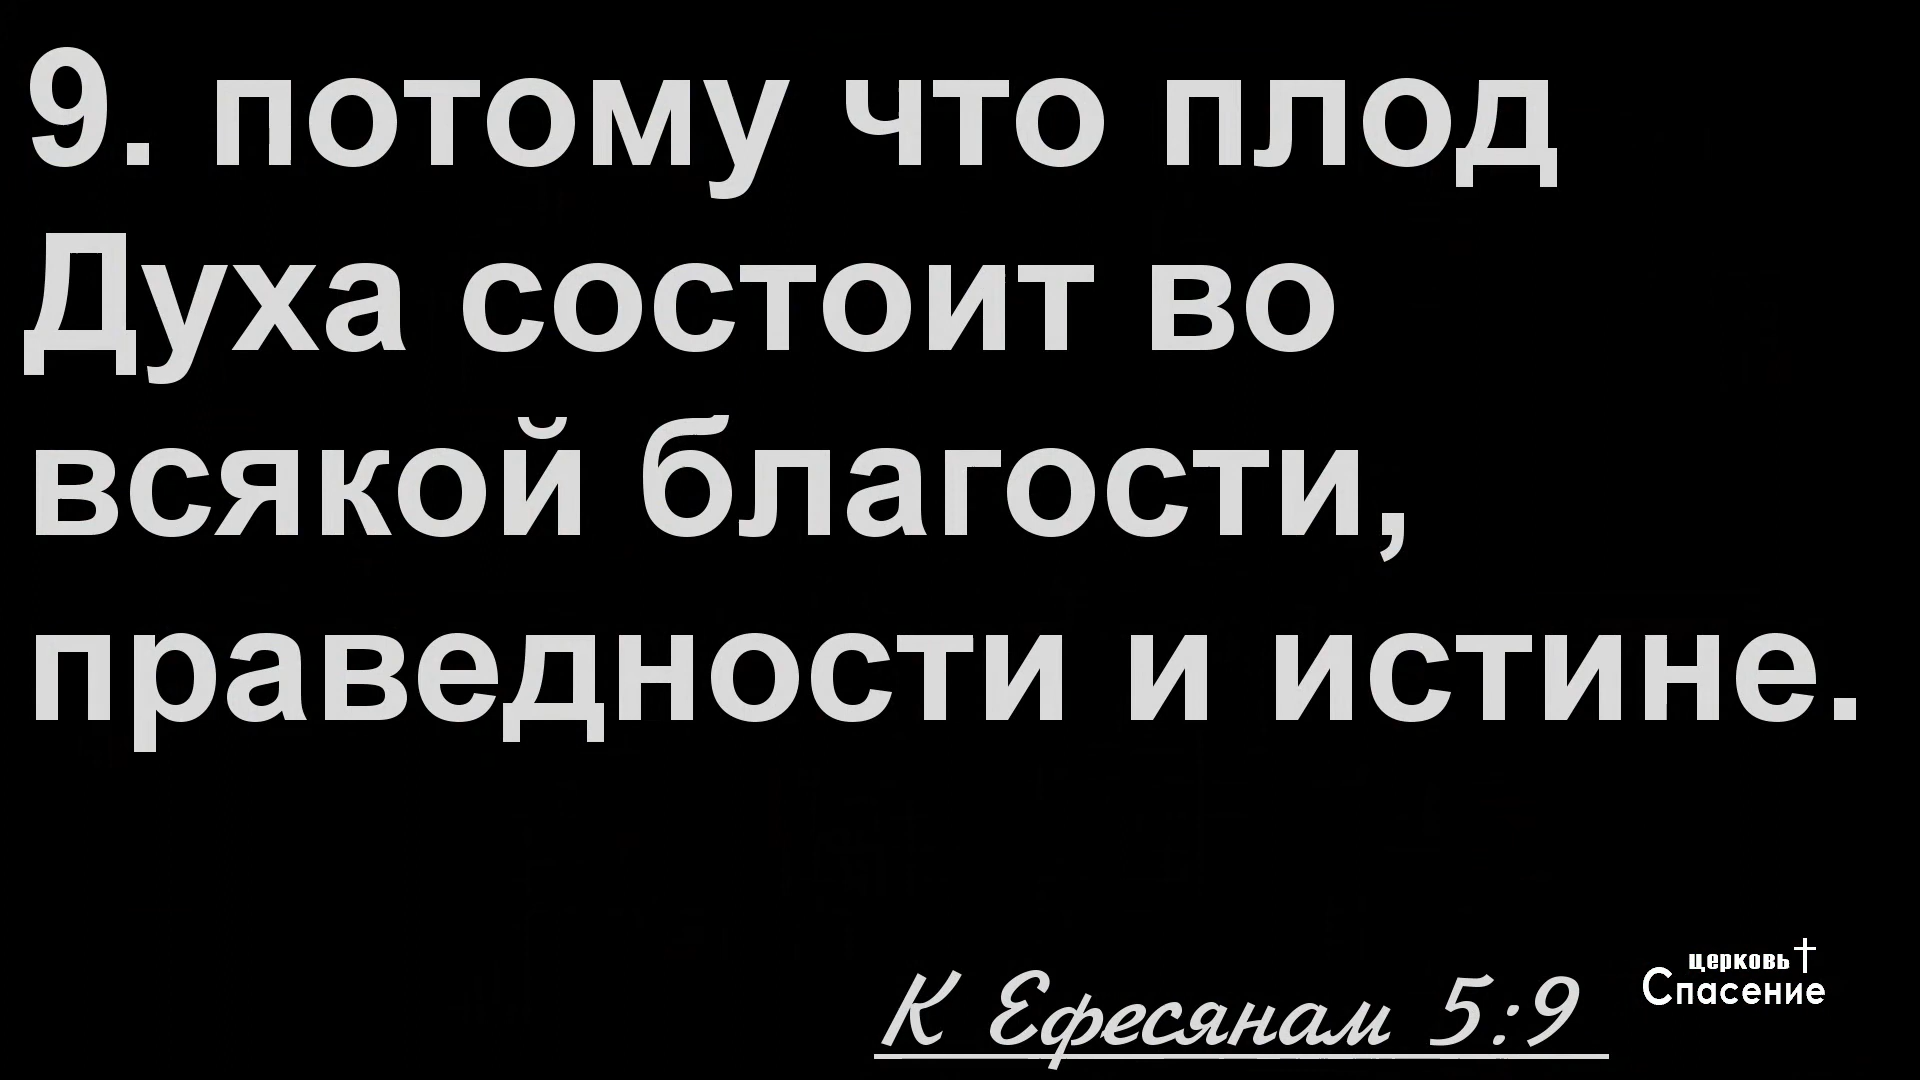 9. потому что плод
Духа состоит во
всякой благости,
праведности и истине.
К Ефесянам 5:9
церковь
Спасение